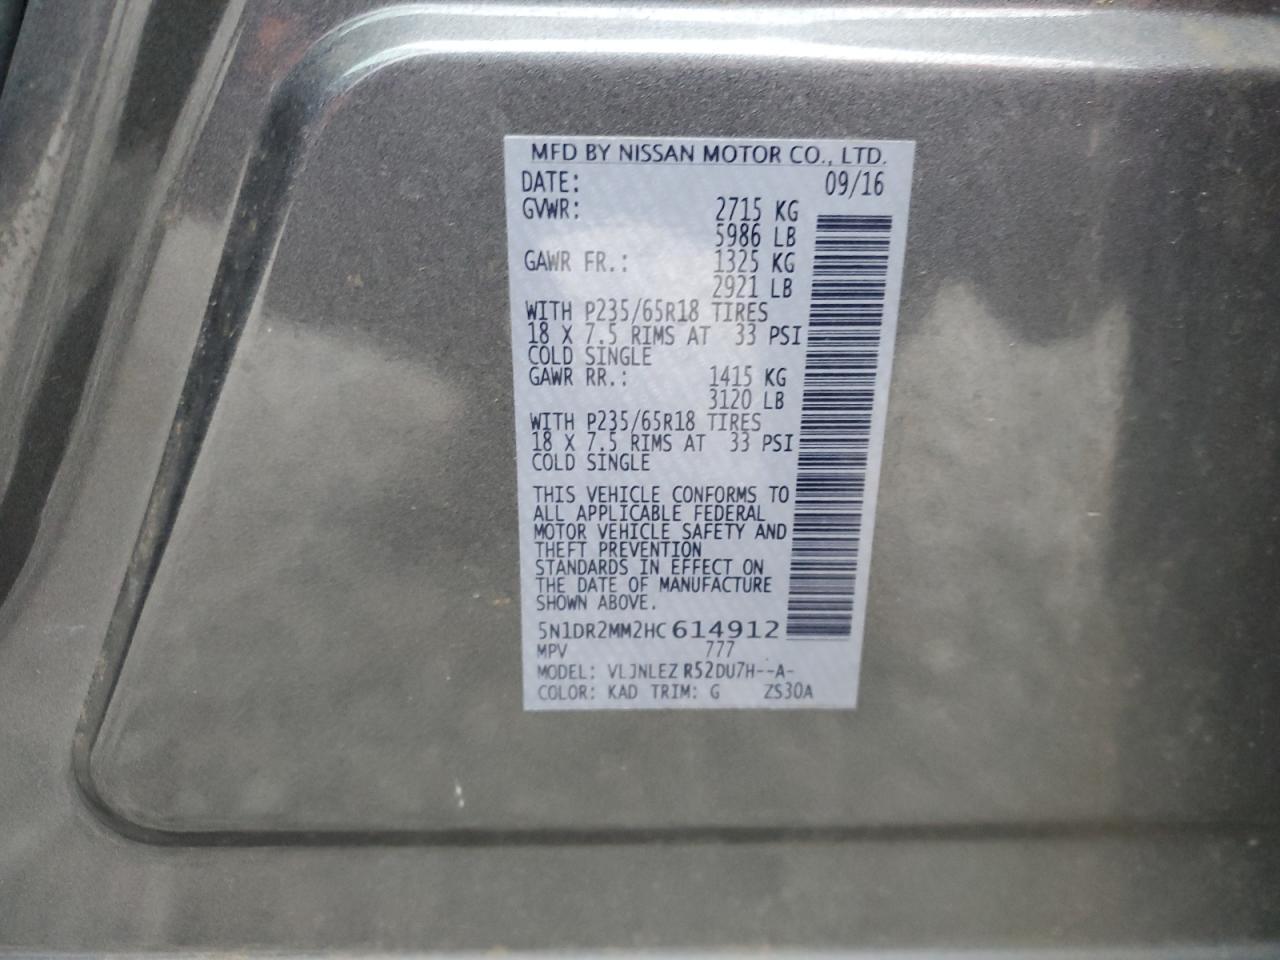 MFD BY NISSAN MOTOR CO., LTD.
DATE: 09/16
GVWR: 2715 KG
5986 LB
GAWR FR.: 1325 KG
2921 LB
WITH P235/65R18 TIRES
18 X 7.5 RIMS AT 33 PSI
COLD SINGLE
GAWR RR.: 1415 KG
3120 LB
WITH P235/65R18 TIRES
18 X 7.5 RIMS AT 33 PSI
COLD SINGLE
THIS VEHICLE CONFORMS TO
ALL APPLICABLE FEDERAL
MOTOR VEHICLE SAFETY AND
THEFT PREVENTION
STANDARDS IN EFFECT ON
THE DATE OF MANUFACTURE
SHOWN ABOVE.
5N1DR2MM2HC614912
MPV 777
MODEL: VLJNLEZ R52DU7H--A-
COLOR: KAD TRIM: G ZS30A